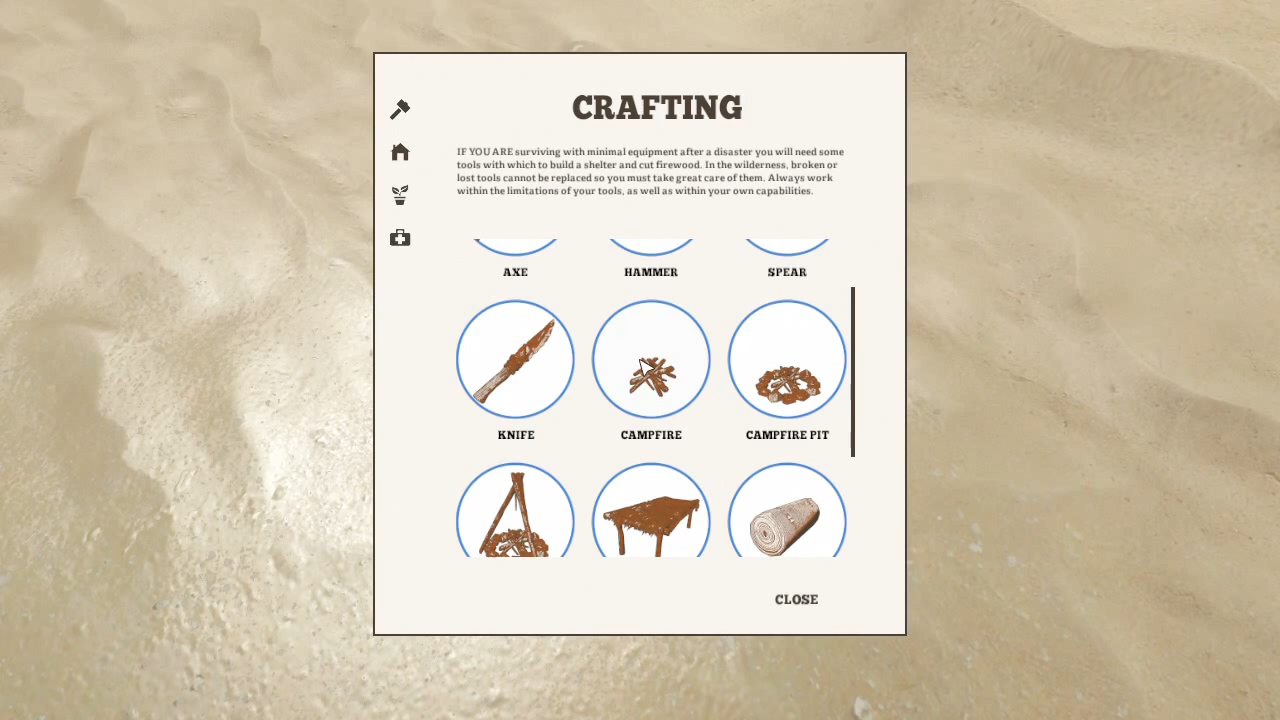 CRAFTING
IF YOU ARE surviving with minimal equipment after a disaster you will need some
tools with which to build a shelter and cut firewood. In the wilderness, broken or
lost tools cannot be replaced so you must take great care of them. Always work
within the limitations of your tools, as well as within your own capabilities.
AXE
HAMMER
SPEAR
KNIFE
CAMPFIRE
CAMPFIRE PIT
CLOSE